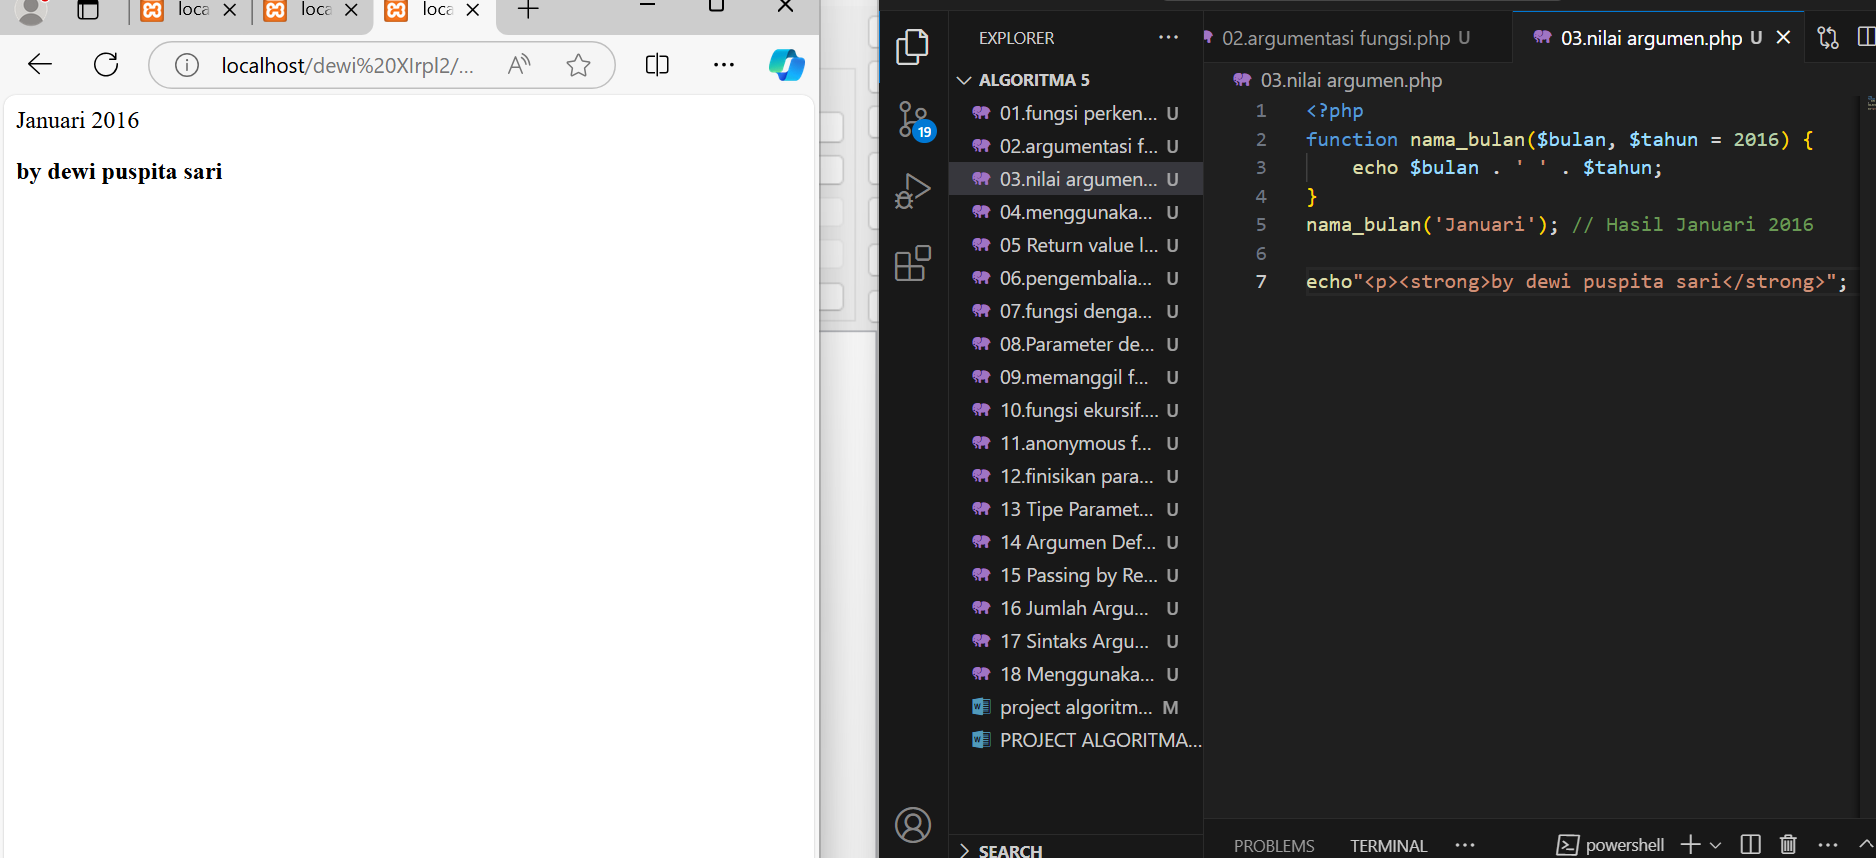 loca
loca
loca
localhost/dewi%20XIrpl2/...
Januari 2016
by dewi puspita sari
19
EXPLORER
ALGORITMA 5
01.fungsi perken... U
02.argumentasi f... U
03.nilai argumen... U
04.menggunaka... U
05 Return value l... U
06.pengembalia... U
07.fungsi denga... U
08.Parameter de... U
09.memanggil f... U
10.fungsi ekursif.... U
11.anonymous f... U
12.finisikan para... U
13 Tipe Paramet... U
14 Argumen Def... U
15 Passing by Re... U
16 Jumlah Argu... U
17 Sintaks Argu... U
18 Menggunaka... U
project algoritm... M
PROJECT ALGORITMA...
SEARCH
02.argumentasi fungsi.php U
03.nilai argumen.php U
03.nilai argumen.php
1 <?php
2 function nama_bulan($bulan, $tahun = 2016) {
3 echo $bulan . ' ' . $tahun;
4 }
5 nama_bulan('Januari'); // Hasil Januari 2016
6
7 echo"<p><strong>by dewi puspita sari</strong>";
PROBLEMS TERMINAL ... powershell